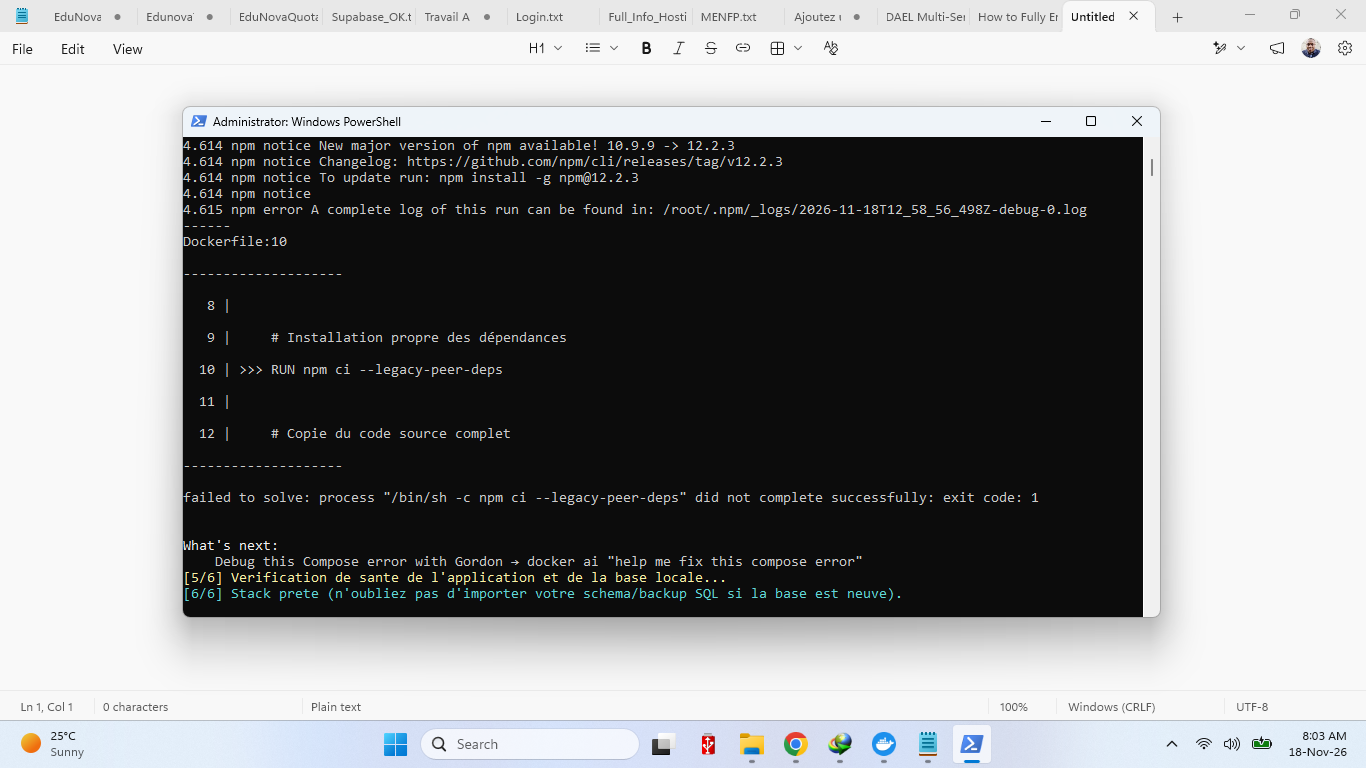 EduNova
Edunova
EduNovaQuota
Supabase_OK.t
Travail A
Login.txt
Full_Info_Hosti
MENFP.txt
Ajoutez
DAEL Multi-Ser
How to Fully Er
Untitled
File
Edit
View
H1
Administrator: Windows PowerShell
4.614 npm notice New major version of npm available! 10.9.9 -> 12.2.3
4.614 npm notice Changelog: https://github.com/npm/cli/releases/tag/v12.2.3
4.614 npm notice To update run: npm install -g npm@12.2.3
4.614 npm notice
4.615 npm error A complete log of this run can be found in: /root/.npm/_logs/2026-11-18T12_58_56_498Z-debug-0.log
------
Dockerfile:10
--------------------
8 |
9 | # Installation propre des dépendances
10 | >>> RUN npm ci --legacy-peer-deps
11 |
12 | # Copie du code source complet
--------------------
failed to solve: process "/bin/sh -c npm ci --legacy-peer-deps" did not complete successfully: exit code: 1
What's next:
Debug this Compose error with Gordon → docker ai "help me fix this compose error"
[5/6] Verification de sante de l'application et de la base locale...
[6/6] Stack prete (n'oubliez pas d'importer votre schema/backup SQL si la base est neuve).
Ln 1, Col 1
0 characters
Plain text
100%
Windows (CRLF)
UTF-8
25°C
Sunny
Search
8:03 AM
18-Nov-26